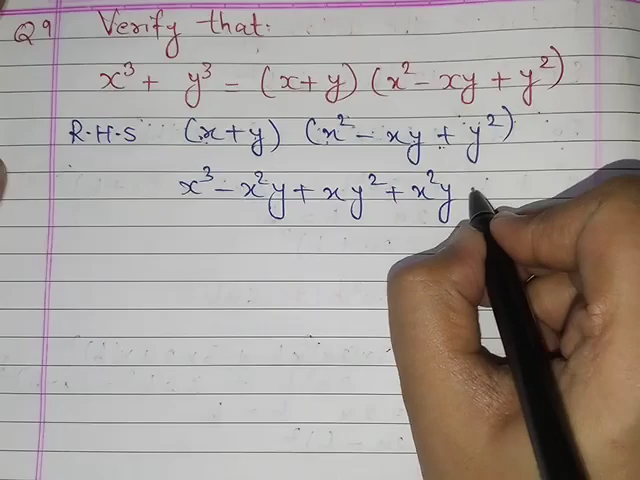 Q9 Verify that:
x³ + y³ = (x+y) (x² - xy + y²)
R.H.S (x+y) (x² - xy + y²)
x³ - x²y + xy² + x²y